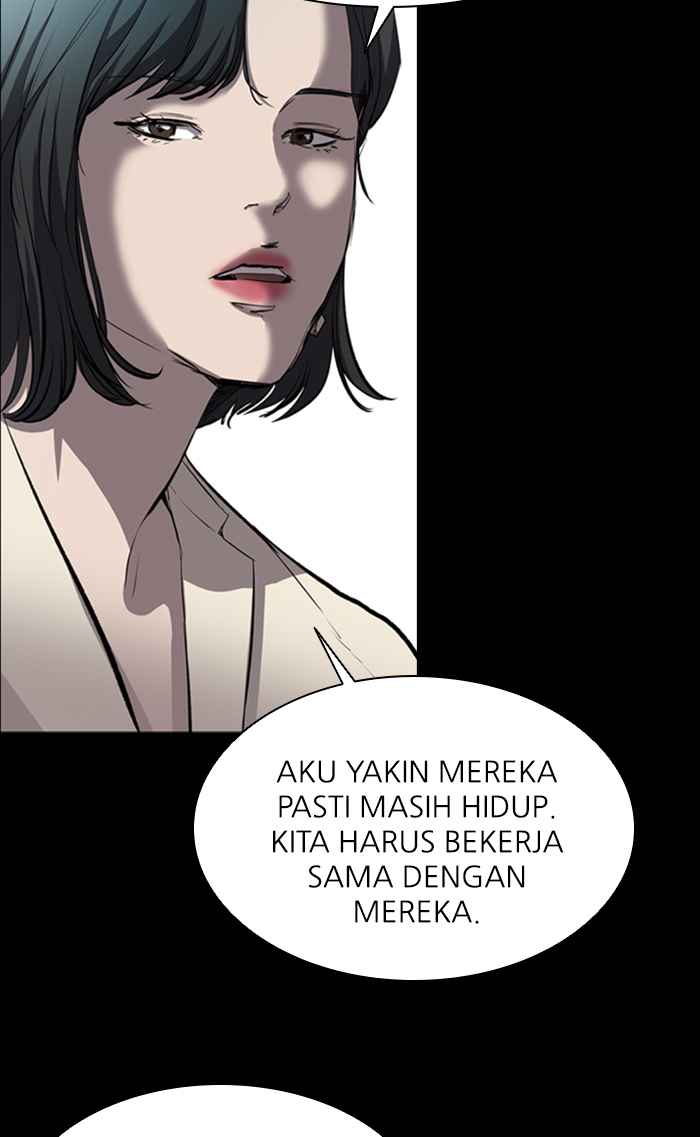 AKU YAKIN MEREKA
PASTI MASIH HIDUP.
KITA HARUS BEKERJA
SAMA DENGAN
MEREKA.